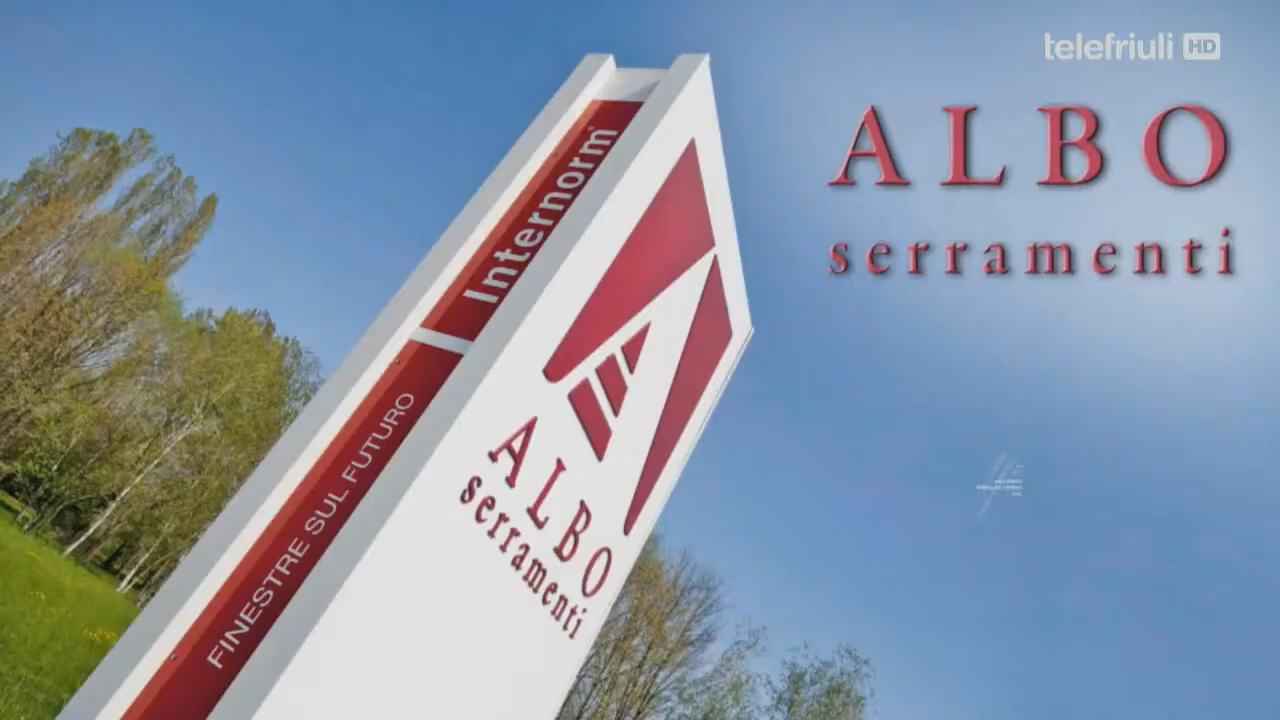 telefriuli HD
ALBO
serramenti
Internorm
FINESTRE SUL FUTURO
ALBO
serramenti